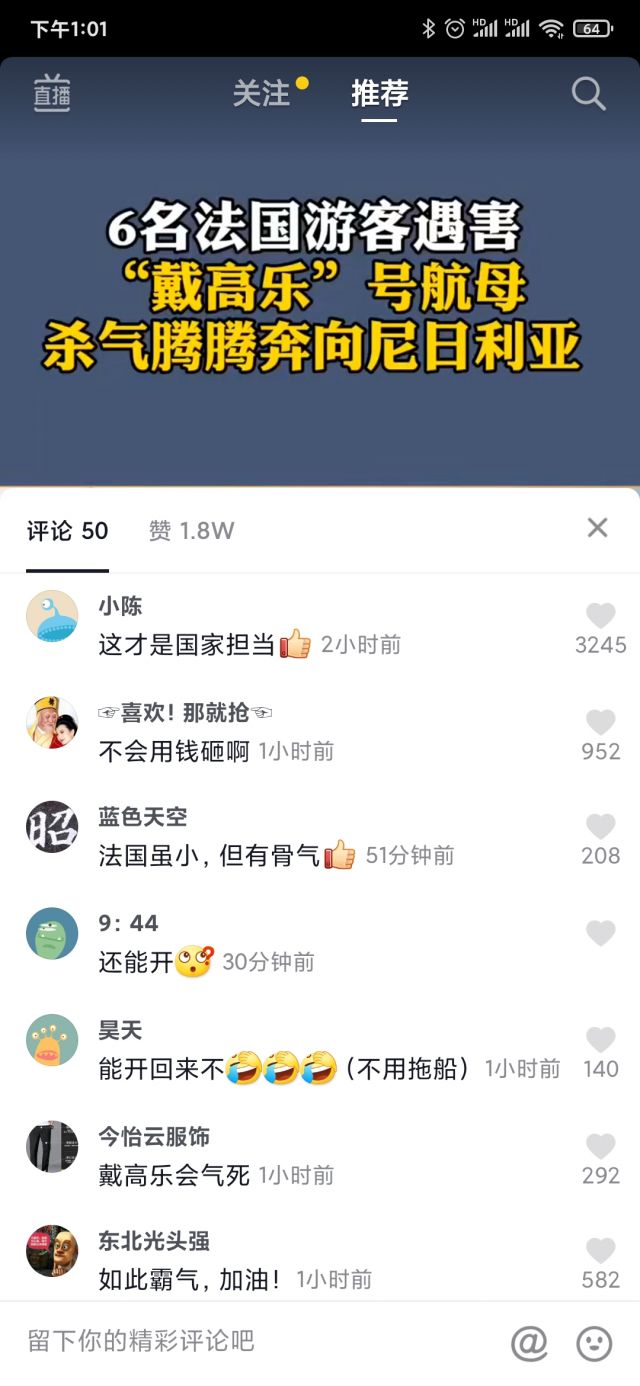 下午1:01
HD HD 64
直播 关注 推荐
6名法国游客遇害
“戴高乐”号航母
杀气腾腾奔向尼日利亚
评论 50 赞 1.8W
小陈
这才是国家担当👍 2小时前 3245
☞喜欢！那就抢☜
不会用钱砸啊 1小时前 952
昭
蓝色天空
法国虽小，但有骨气👍 51分钟前 208
9：44
还能开 30分钟前
昊天
能开回来不🤣🤣🤣（不用拖船） 1小时前 140
今怡云服饰
戴高乐会气死 1小时前 292
东北光头强
如此霸气，加油！ 1小时前 582
留下你的精彩评论吧 @